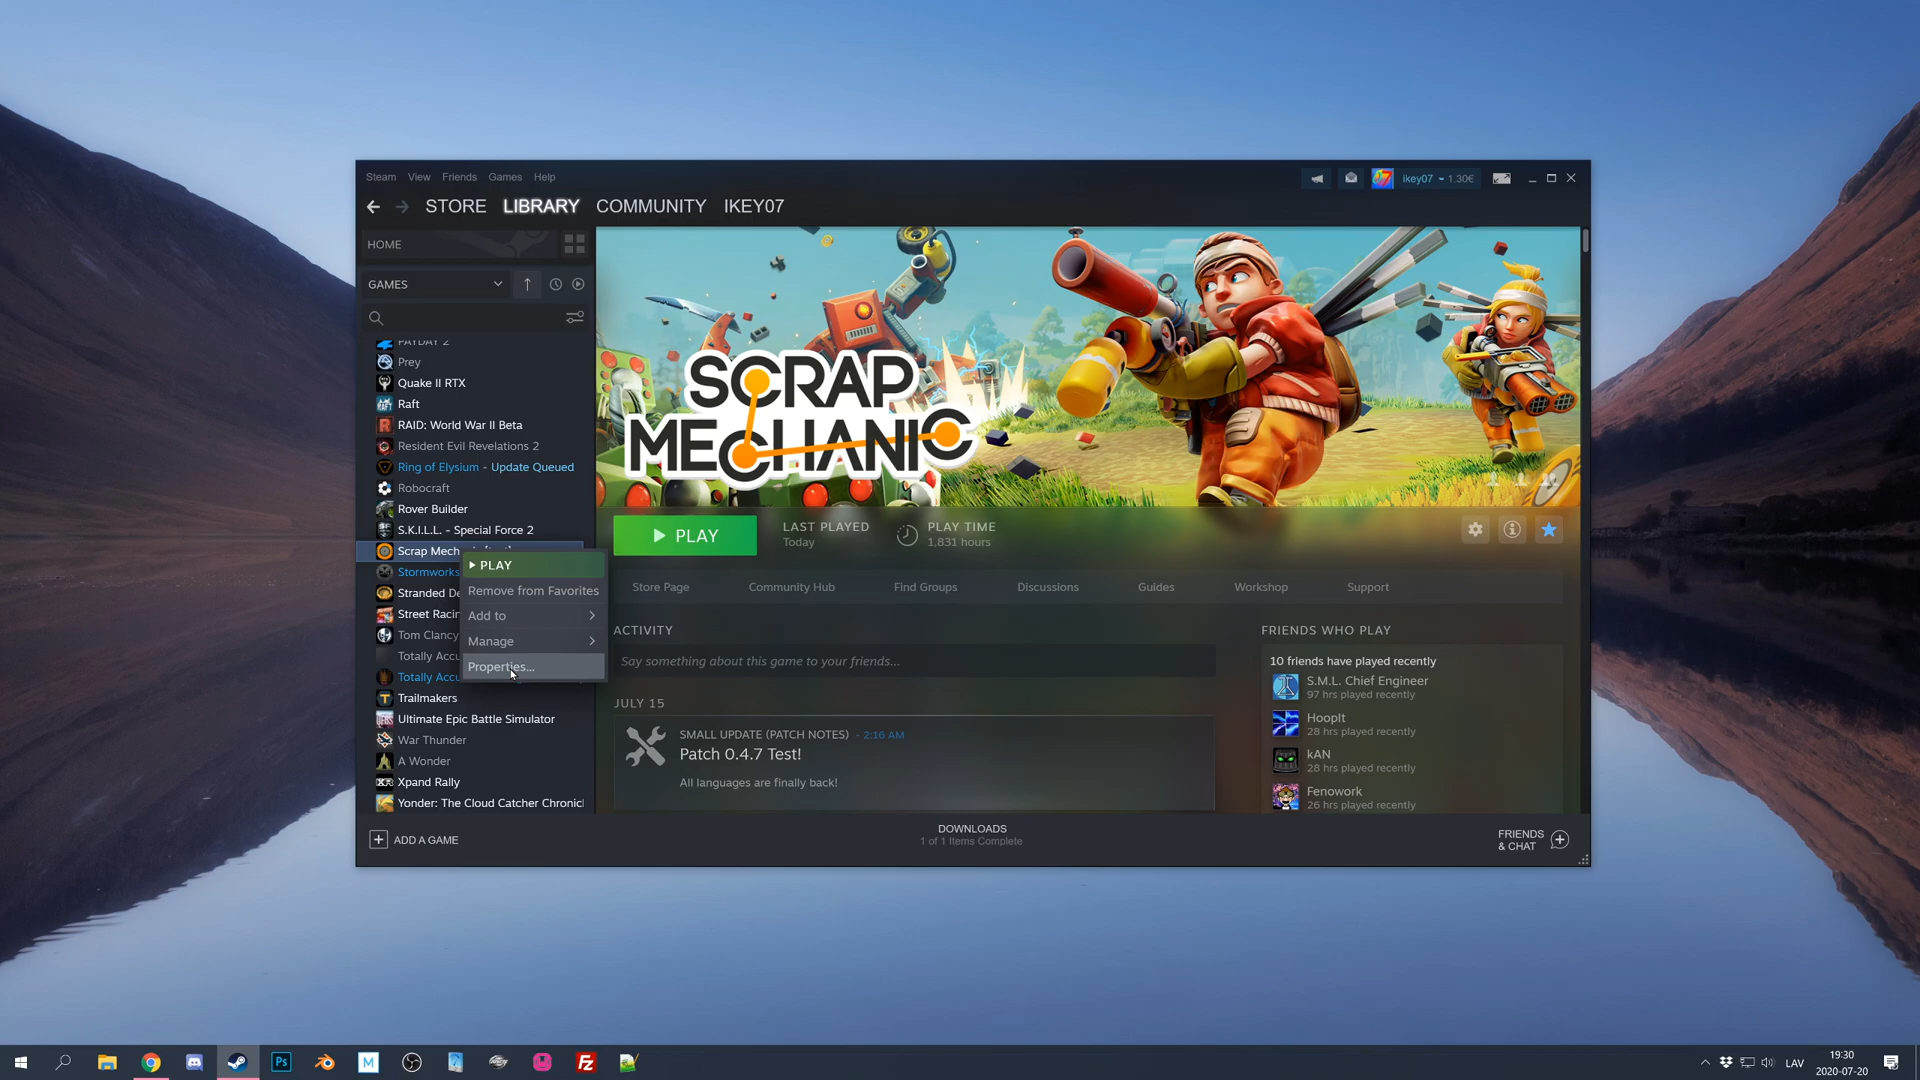 Steam View Friends Games Help
ikey07 1.30€
STORE LIBRARY COMMUNITY IKEY07
HOME
GAMES
PAYDAY 2
Prey
Quake II RTX
Raft
RAID: World War II Beta
Resident Evil Revelations 2
Ring of Elysium - Update Queued
Robocraft
Rover Builder
S.K.I.L.L. - Special Force 2
Scrap Mech
Stormworks
Stranded De
Street Racin
Tom Clancy
Totally Accu
Totally Accu
Trailmakers
Ultimate Epic Battle Simulator
War Thunder
A Wonder
Xpand Rally
Yonder: The Cloud Catcher Chronicl
PLAY
Remove from Favorites
Add to
Manage
Properties...
SCRAP
MECHANIC
PLAY
LAST PLAYED
Today
PLAY TIME
1,831 hours
Store Page Community Hub Find Groups Discussions Guides Workshop Support
ACTIVITY
Say something about this game to your friends...
JULY 15
SMALL UPDATE (PATCH NOTES) - 2:16 AM
Patch 0.4.7 Test!
All languages are finally back!
FRIENDS WHO PLAY
10 friends have played recently
S.M.L. Chief Engineer
97 hrs played recently
HoopIt
28 hrs played recently
kAN
28 hrs played recently
Fenowork
26 hrs played recently
ADD A GAME
DOWNLOADS
1 of 1 Items Complete
FRIENDS
& CHAT
Ps
M
FZ
LAV
19:30
2020-07-20